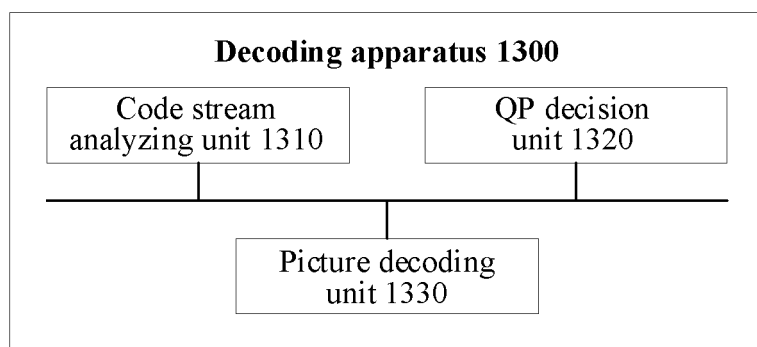 Decoding apparatus 1300
Code stream
analyzing unit 1310
QP decision
unit 1320
Picture decoding
unit 1330